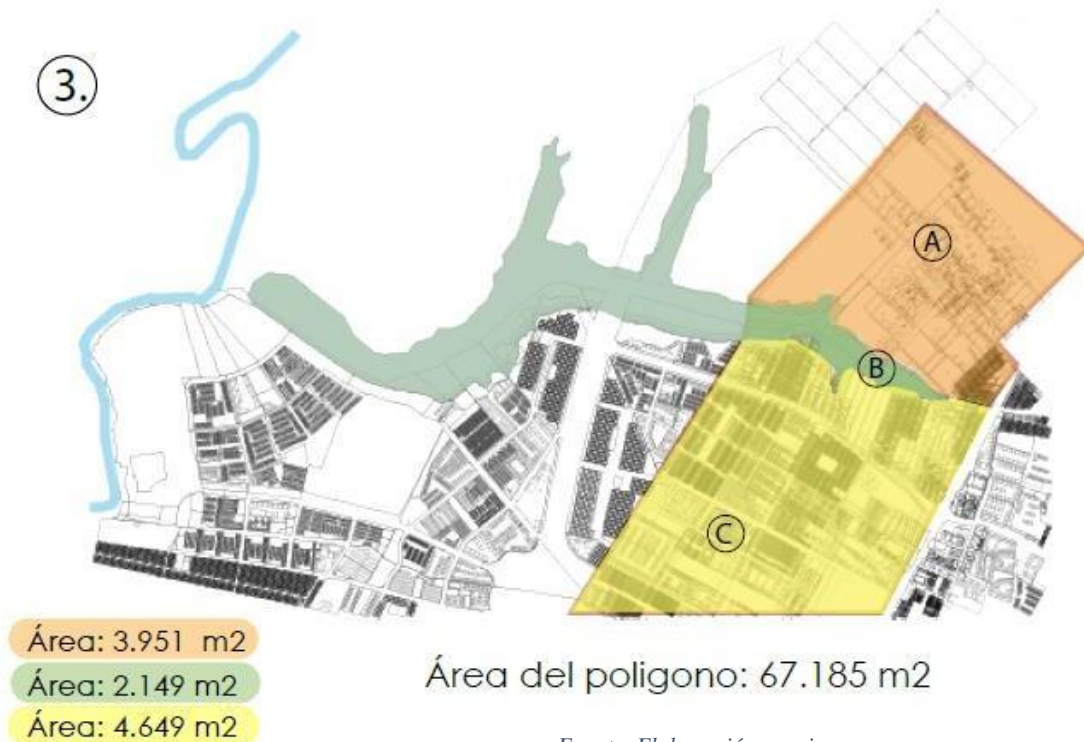 3.
A
B
C
Área: 3.951 m2
Área: 2.149 m2
Área: 4.649 m2
Área del poligono: 67.185 m2